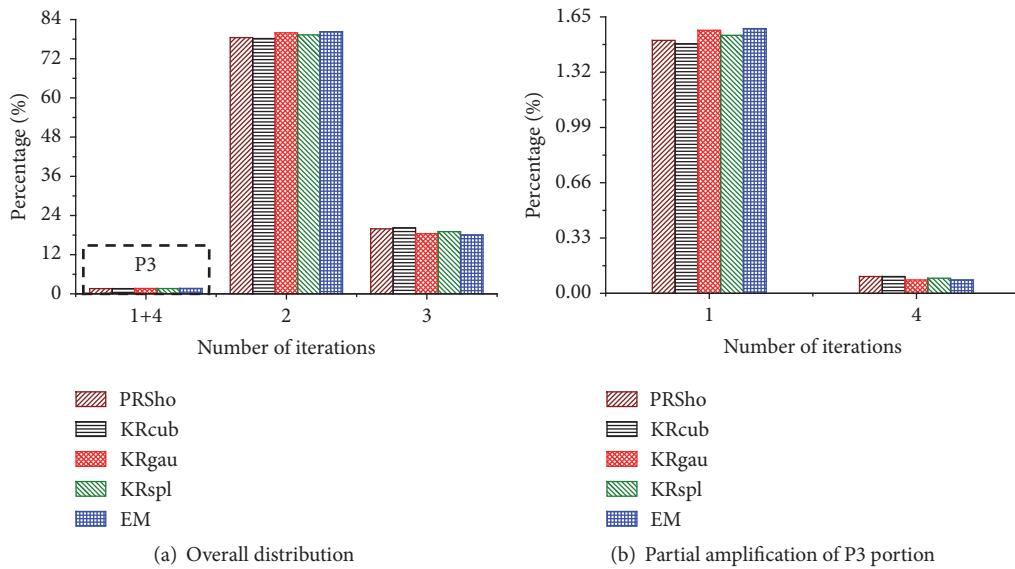 84
72
60
48
36
24
12
0
Percentage (%)
P3
1+4
2
3
Number of iterations
PRSho
KRcub
KRgau
KRspl
EM
(a) Overall distribution
1.65
1.32
0.99
0.66
0.33
0.00
Percentage (%)
1
4
Number of iterations
PRSho
KRcub
KRgau
KRspl
EM
(b) Partial amplification of P3 portion